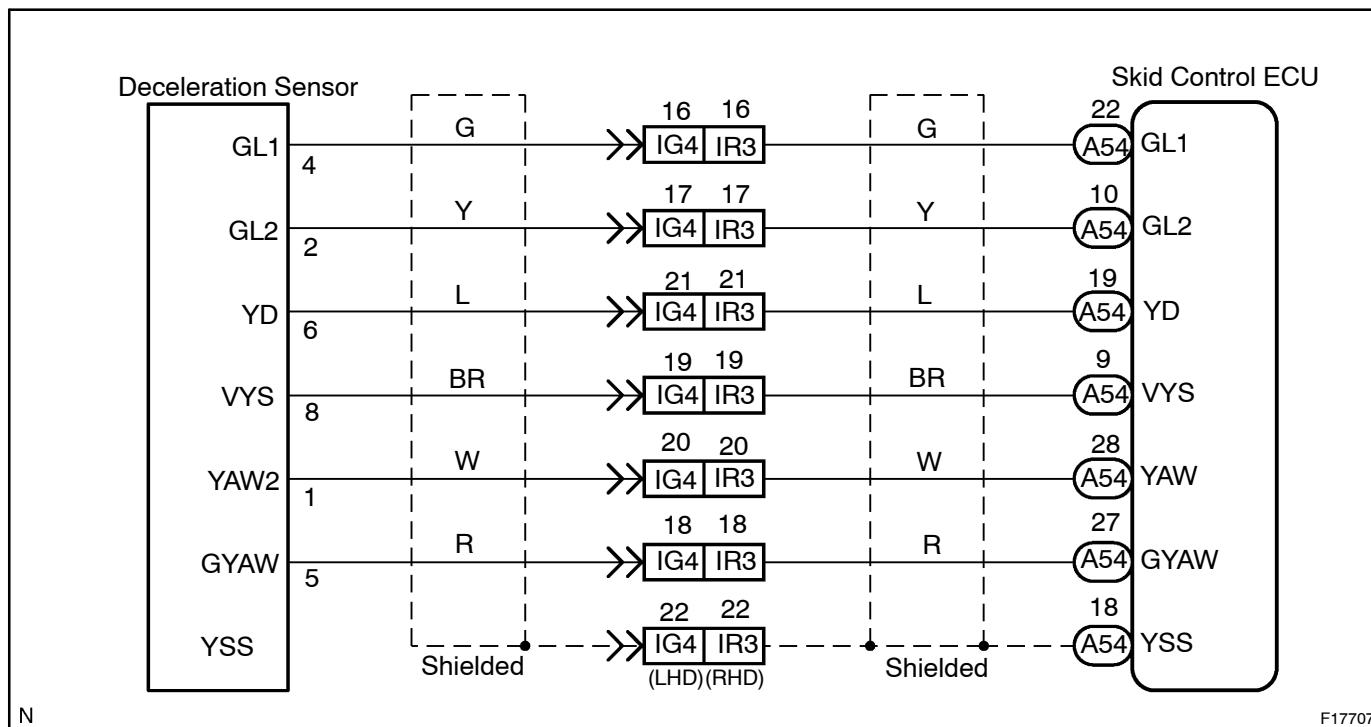 Deceleration Sensor
Skid Control ECU
GL1 4 G 16 16 IG4 IR3 G 22 A54 GL1
GL2 2 Y 17 17 IG4 IR3 Y 10 A54 GL2
YD 6 L 21 21 IG4 IR3 L 19 A54 YD
VYS 8 BR 19 19 IG4 IR3 BR 9 A54 VYS
YAW2 1 W 20 20 IG4 IR3 W 28 A54 YAW
GYAW 5 R 18 18 IG4 IR3 R 27 A54 GYAW
YSS 22 22 IG4 IR3 18 A54 YSS
Shielded (LHD) (RHD) Shielded
N F17707